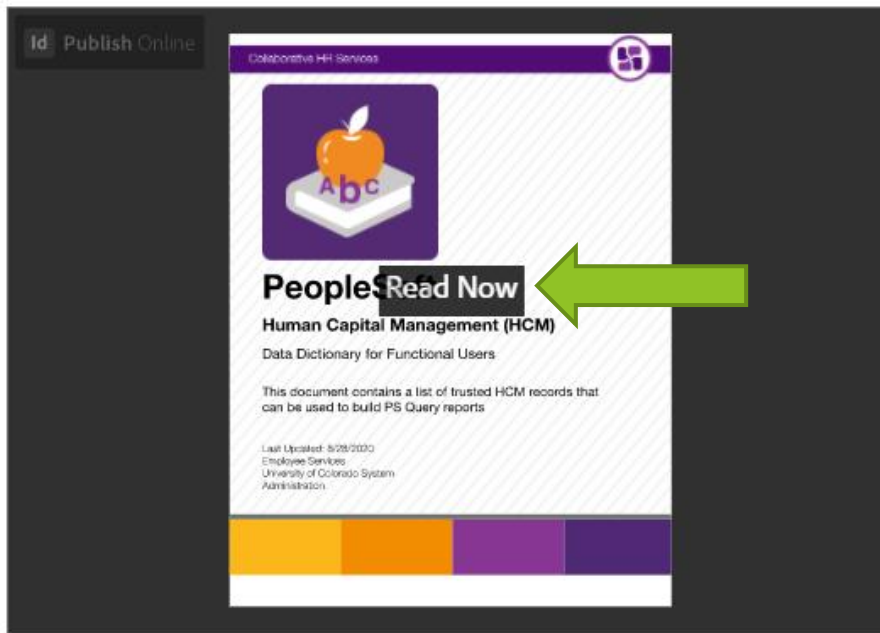 Id Publish Online
Collaborative HR Services
Abc
PeopleSoft
Read Now
Human Capital Management (HCM)
Data Dictionary for Functional Users
This document contains a list of trusted HCM records that
can be used to build PS Query reports
Last Updated: 8/28/2020
Employee Services
University of Colorado System
Administration